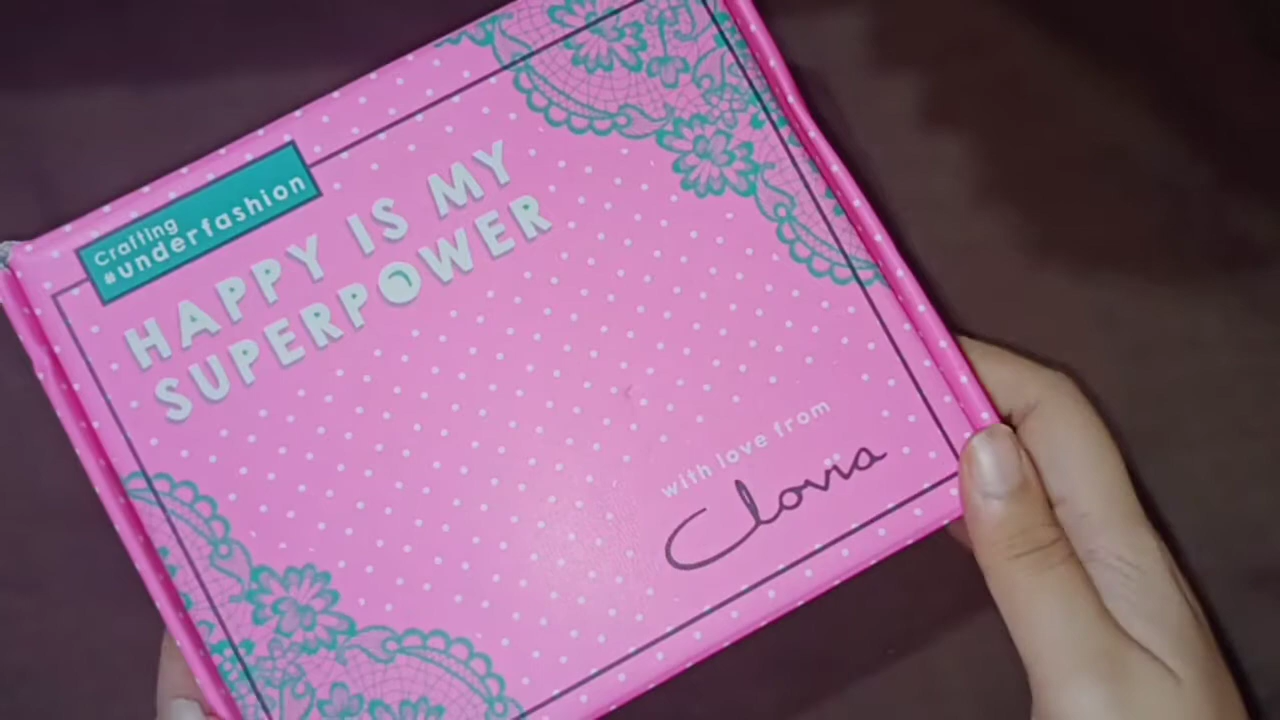 Crafting
#underfashion
HAPPY IS MY
SUPERPOWER
with love from
Clovia